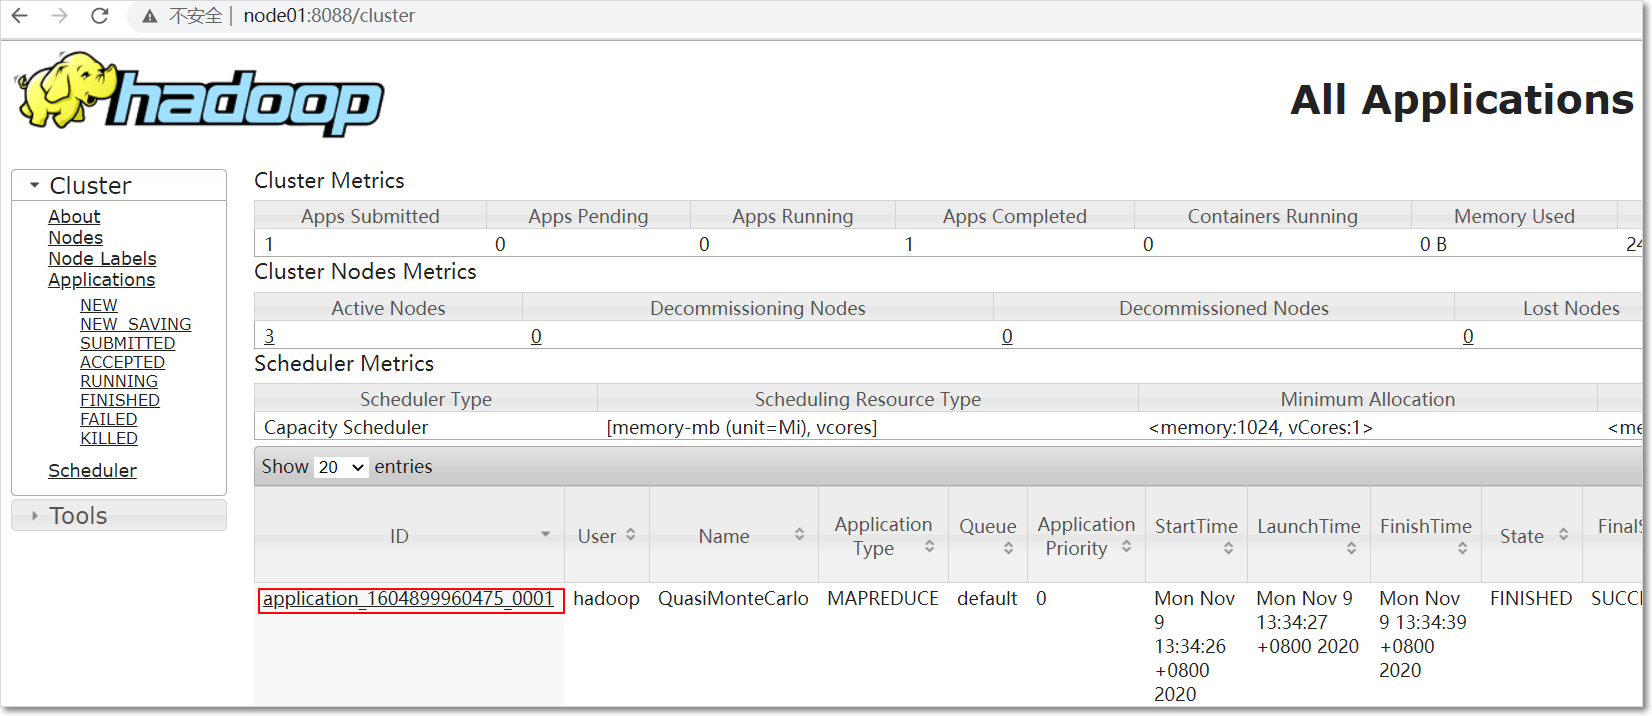 不安全 node01:8088/cluster
hadoop
All Applications
Cluster
About
Nodes
Node Labels
Applications
NEW
NEW_SAVING
SUBMITTED
ACCEPTED
RUNNING
FINISHED
FAILED
KILLED
Scheduler
Tools
Cluster Metrics
Apps Submitted Apps Pending Apps Running Apps Completed Containers Running Memory Used
1 0 0 1 0 0 B 24
Cluster Nodes Metrics
Active Nodes Decommissioning Nodes Decommissioned Nodes Lost Nodes
3 0 0 0
Scheduler Metrics
Scheduler Type Scheduling Resource Type Minimum Allocation
Capacity Scheduler [memory-mb (unit=Mi), vcores] <memory:1024, vCores:1> <me
Show 20 entries
ID User Name Application Type Queue Application Priority StartTime LaunchTime FinishTime State FinalS
application_1604899960475_0001 hadoop QuasiMonteCarlo MAPREDUCE default 0 Mon Nov 9 13:34:26 +0800 2020 Mon Nov 9 13:34:27 +0800 2020 Mon Nov 9 13:34:39 +0800 2020 FINISHED SUCC